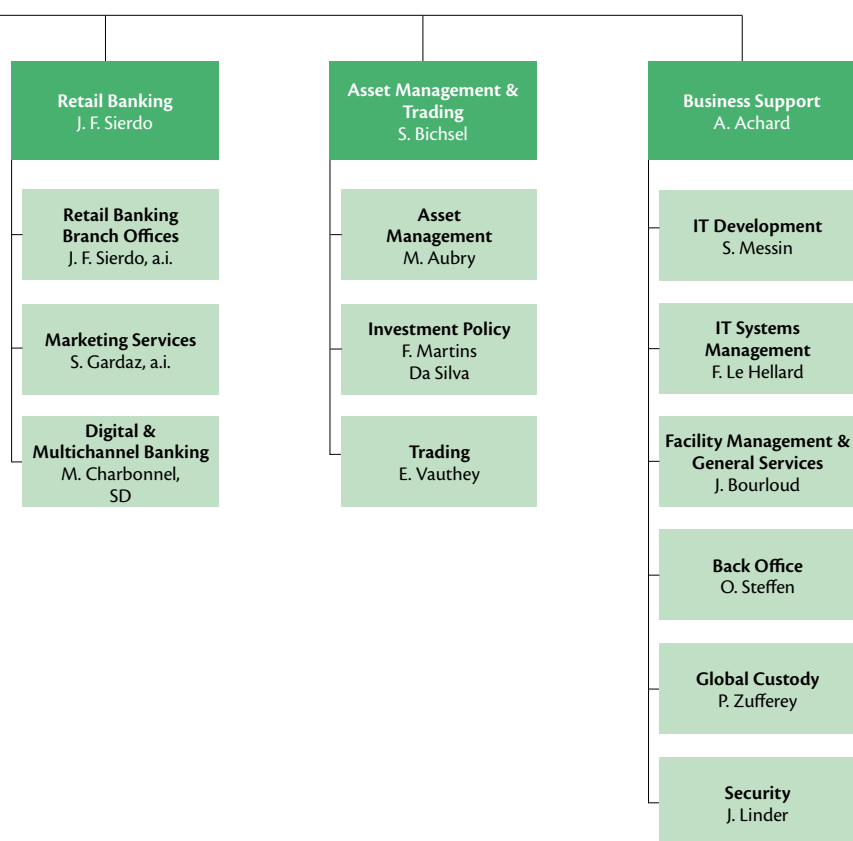 Retail Banking
J. F. Sierdo
Retail Banking
Branch Offices
J. F. Sierdo, a.i.
Marketing Services
S. Gardaz, a.i.
Digital &
Multichannel Banking
M. Charbonnel,
SD
Asset Management &
Trading
S. Bichsel
Asset
Management
M. Aubry
Investment Policy
F. Martins
Da Silva
Trading
E. Vauthey
Business Support
A. Achard
IT Development
S. Messin
IT Systems
Management
F. Le Hellard
Facility Management &
General Services
J. Bourloud
Back Office
O. Steffen
Global Custody
P. Zufferey
Security
J. Linder